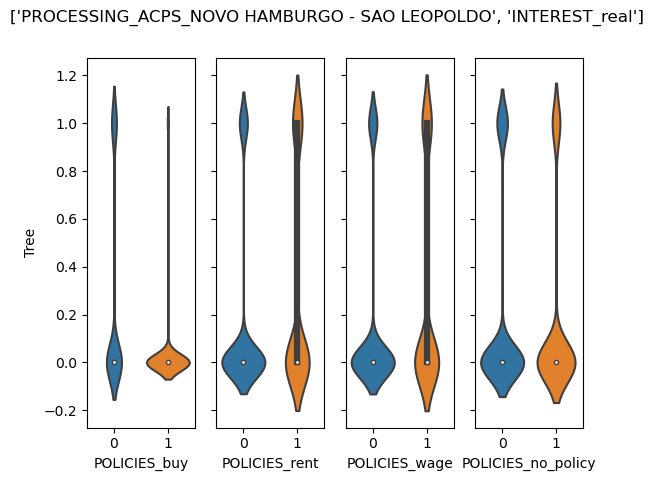 ['PROCESSING_ACPS_NOVO HAMBURGO - SAO LEOPOLDO', 'INTEREST_real']
1.2
1.0
0.8
0.6
0.4
0.2
0.0
−0.2
Tree
0 1 0 1 0 1 0 1
POLICIES_buy POLICIES_rent POLICIES_wage POLICIES_no_policy